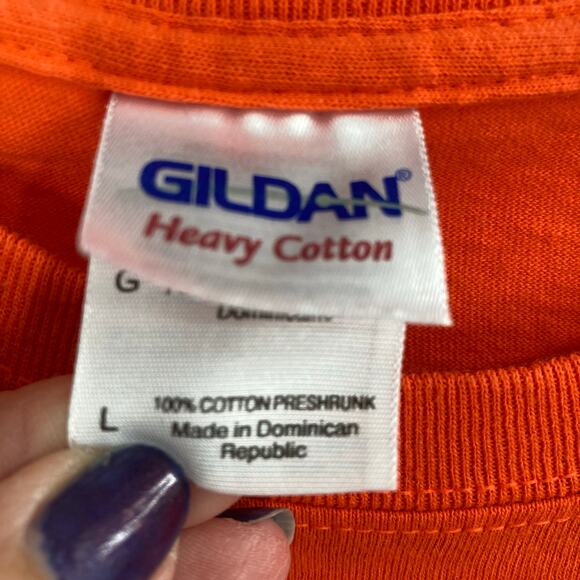 GILDAN®
Heavy Cotton
G
L
100% COTTON PRESHRUNK
Made in Dominican
Republic